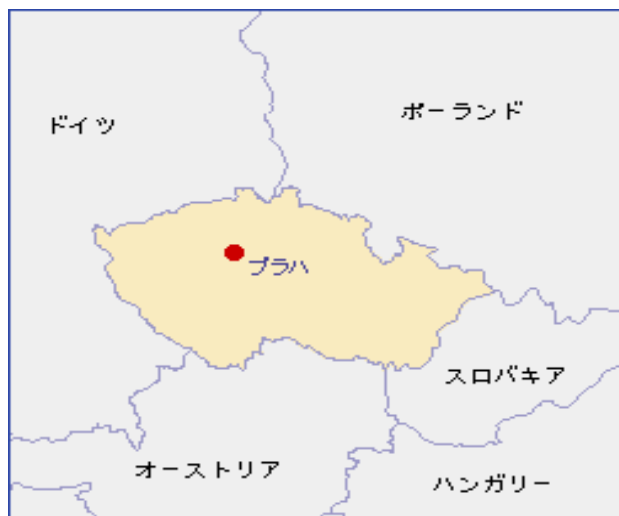 ポーランド
ドイツ
プラハ
スロバキア
オーストリア
ハンガリー